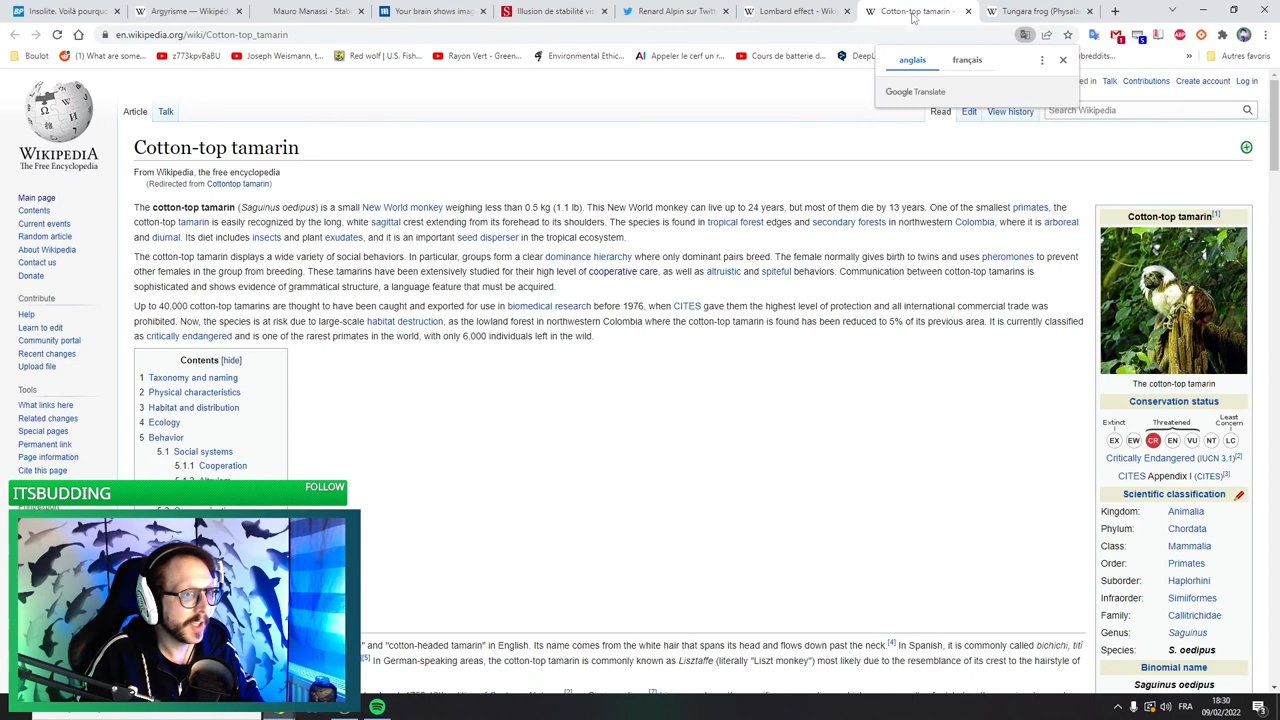 Insolite. Voilà pourqu
Argyrisme — Wikipédi
Mauro Manassi - Stab
Your brain shows imag
Illusion de stabilité vis
Renard Alpin sur Twitt
Lombard effect - Wiki
Cotton-top tamarin -
Tungara frog (Physala
en.wikipedia.org/wiki/Cotton-top_tamarin
Boulot
(1) What are some...
z773kpvBaBU
Joseph Weismann, t...
Red wolf | U.S. Fish...
Rayon Vert - Green...
Environmental Ethic...
Appeler le cerf un r...
Cours de batterie d...
DeepL
Autres favoris
anglais français
Google Translate
Talk Contributions Create account Log in
Article Talk
Read Edit View history Search Wikipedia
WIKIPEDIA
The Free Encyclopedia
Main page
Contents
Current events
Random article
About Wikipedia
Contact us
Donate
Contribute
Help
Learn to edit
Community portal
Recent changes
Upload file
Tools
What links here
Related changes
Special pages
Permanent link
Page information
Cite this page
Cotton-top tamarin
From Wikipedia, the free encyclopedia
(Redirected from Cottontop tamarin)
The cotton-top tamarin (Saguinus oedipus) is a small New World monkey weighing less than 0.5 kg (1.1 lb). This New World monkey can live up to 24 years, but most of them die by 13 years. One of the smallest primates, the
cotton-top tamarin is easily recognized by the long, white sagittal crest extending from its forehead to its shoulders. The species is found in tropical forest edges and secondary forests in northwestern Colombia, where it is arboreal
and diurnal. Its diet includes insects and plant exudates, and it is an important seed disperser in the tropical ecosystem.
The cotton-top tamarin displays a wide variety of social behaviors. In particular, groups form a clear dominance hierarchy where only dominant pairs breed. The female normally gives birth to twins and uses pheromones to prevent
other females in the group from breeding. These tamarins have been extensively studied for their high level of cooperative care, as well as altruistic and spiteful behaviors. Communication between cotton-top tamarins is
sophisticated and shows evidence of grammatical structure, a language feature that must be acquired.
Up to 40,000 cotton-top tamarins are thought to have been caught and exported for use in biomedical research before 1976, when CITES gave them the highest level of protection and all international commercial trade was
prohibited. Now, the species is at risk due to large-scale habitat destruction, as the lowland forest in northwestern Colombia where the cotton-top tamarin is found has been reduced to 5% of its previous area. It is currently classified
as critically endangered and is one of the rarest primates in the world, with only 6,000 individuals left in the wild.
Contents [hide]
1 Taxonomy and naming
2 Physical characteristics
3 Habitat and distribution
4 Ecology
5 Behavior
5.1 Social systems
5.1.1 Cooperation
Cotton-top tamarin[1]
The cotton-top tamarin
Conservation status
Extinct Threatened Least Concern
EX EW CR EN VU NT LC
Critically Endangered (IUCN 3.1)[2]
CITES Appendix I (CITES)[3]
Scientific classification
Kingdom: Animalia
Phylum: Chordata
Class: Mammalia
Order: Primates
Suborder: Haplorhini
Infraorder: Simiiformes
Family: Callitrichidae
Genus: Saguinus
Species: S. oedipus
Binomial name
Saguinus oedipus
ITSBUDDING FOLLOW
" and "cotton-headed tamarin" in English. Its name comes from the white hair that spans its head and flows down past the neck.[4] In Spanish, it is commonly called bichichi, tití
[5] In German-speaking areas, the cotton-top tamarin is commonly known as Lisztaffe (literally "Liszt monkey") most likely due to the resemblance of its crest to the hairstyle of
FRA
18:30
09/02/2022